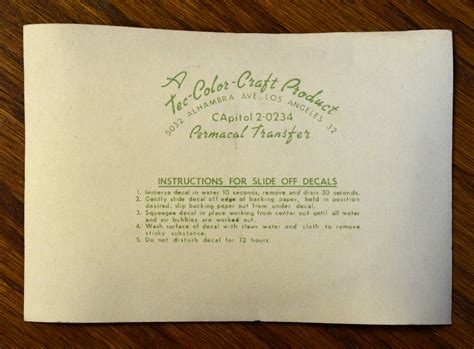 A
Tec-Color-Craft Product
5032 ALHAMBRA AVE. LOS ANGELES 32
CApitol 2-0234
Permacal Transfer
INSTRUCTIONS FOR SLIDE OFF DECALS
1. Immerse decal in water 10 seconds, remove and drain 30 seconds.
2. Gently slide decal off edge of backing paper, hold in position
desired, slip backing paper out from under decal.
3. Squeegee decal in place working from center out until all water
and air bubbles are worked out.
4. Wash surface of decal with clean water and cloth to remove
sticky substance.
5. Do not disturb decal for 12 hours.